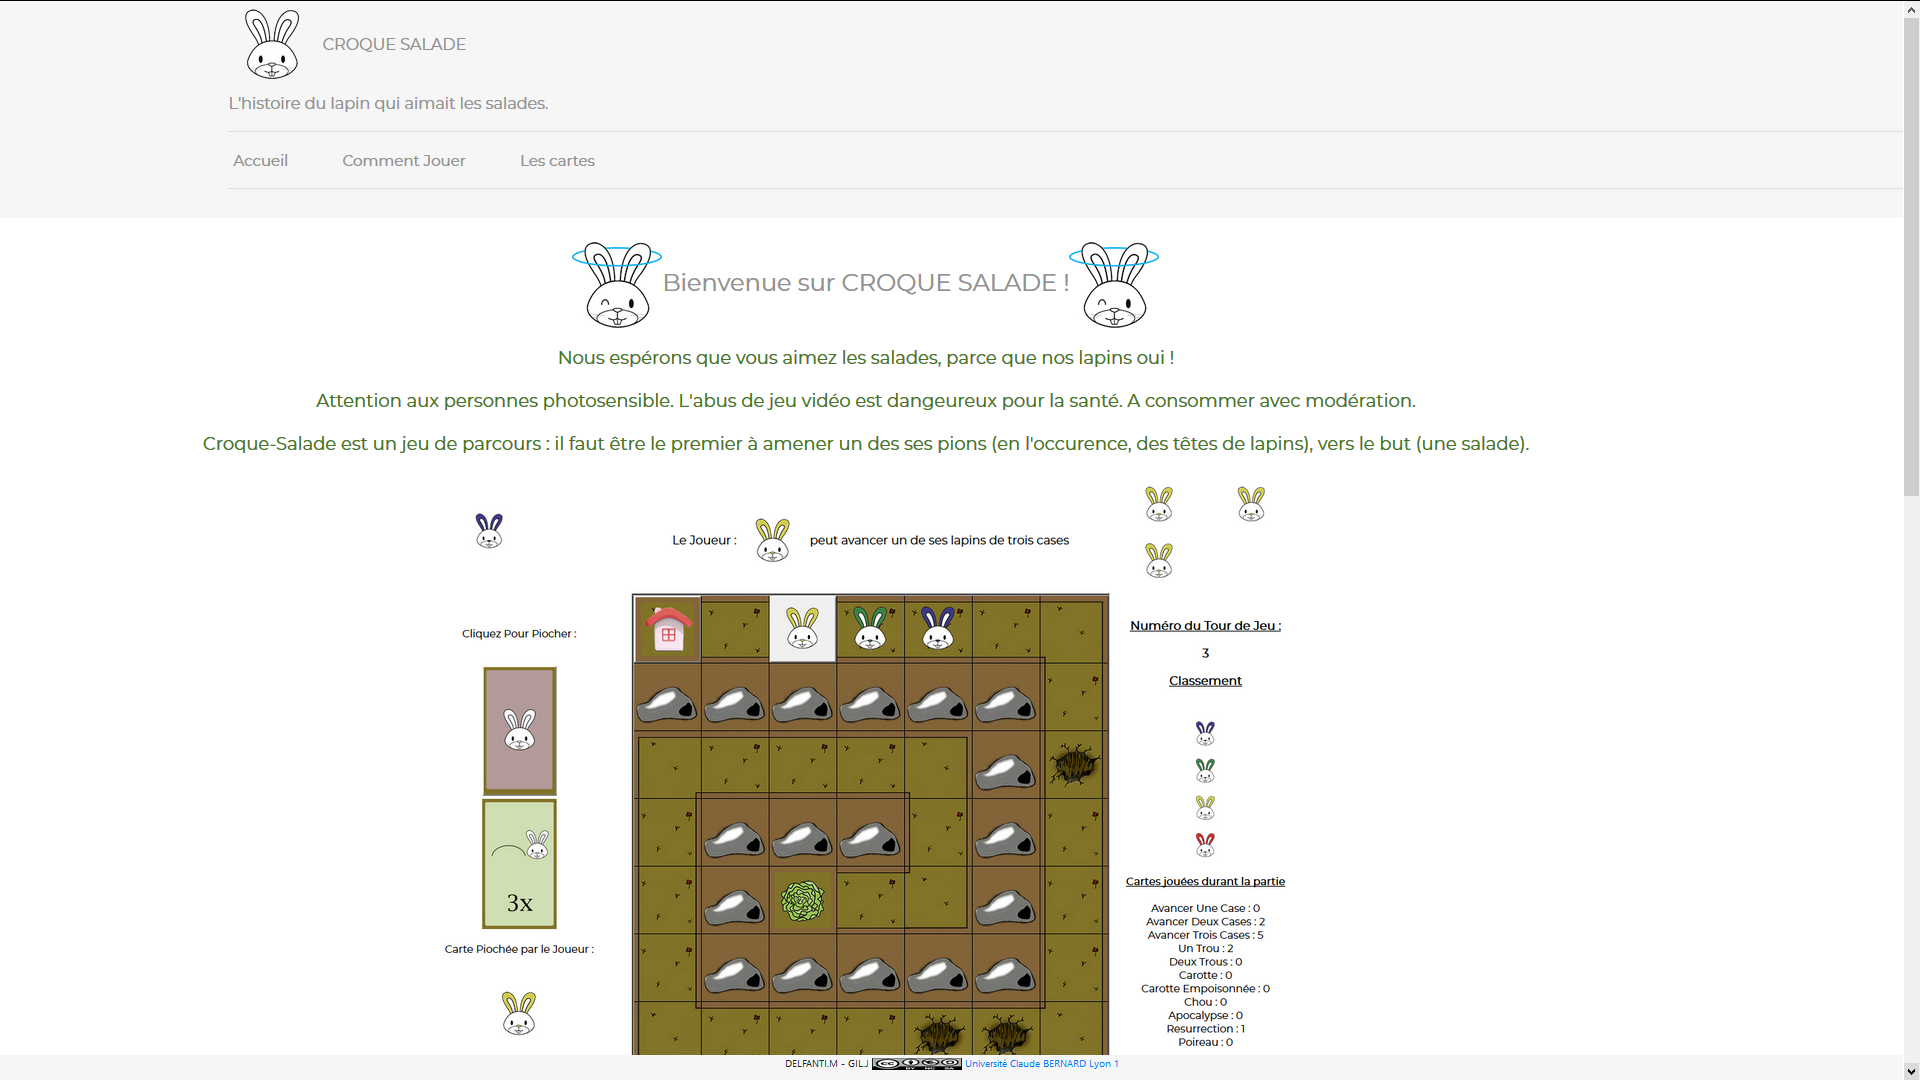 CROQUE SALADE
L'histoire du lapin qui aimait les salades.
Accueil Comment Jouer Les cartes
Bienvenue sur CROQUE SALADE !
Nous espérons que vous aimez les salades, parce que nos lapins oui !
Attention aux personnes photosensible. L'abus de jeu vidéo est dangeureux pour la santé. A consommer avec modération.
Croque-Salade est un jeu de parcours : il faut être le premier à amener un des ses pions (en l'occurence, des têtes de lapins), vers le but (une salade).
Le Joueur : peut avancer un de ses lapins de trois cases
Cliquez Pour Piocher :
3x
Carte Piochée par le Joueur :
Numéro du Tour de Jeu :
3
Classement
Cartes jouées durant la partie
Avancer Une Case : 0
Avancer Deux Cases : 2
Avancer Trois Cases : 5
Un Trou : 2
Deux Trous : 0
Carotte : 0
Carotte Empoisonnée : 0
Chou : 0
Apocalypse : 0
Resurrection : 1
Poireau : 0
DELFANTI.M - GIL.J Université Claude BERNARD Lyon 1